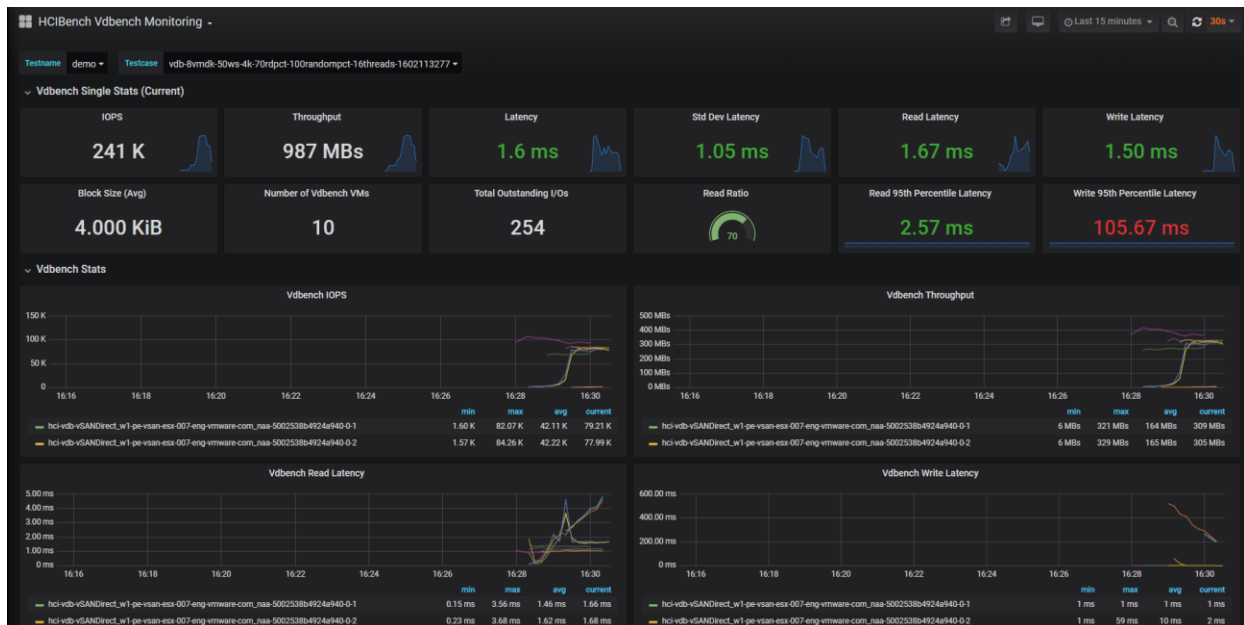 HCIBench Vdbench Monitoring
Last 15 minutes 30s
Testname demo Testcase vdb-8vmdk-50ws-4k-70rdpct-100randompct-16threads-1602113277
Vdbench Single Stats (Current)
IOPS Throughput Latency Std Dev Latency Read Latency Write Latency
241 K 987 MBs 1.6 ms 1.05 ms 1.67 ms 1.50 ms
Block Size (Avg) Number of Vdbench VMs Total Outstanding I/Os Read Ratio Read 95th Percentile Latency Write 95th Percentile Latency
4.000 KiB 10 254 70 2.57 ms 105.67 ms
Vdbench Stats
Vdbench IOPS
150 K
100 K
50 K
0
16:16 16:18 16:20 16:22 16:24 16:26 16:28 16:30
min max avg current
hci-vdb-vSANDirect_w1-pe-vsan-esx-007-eng-vmware-com_naa-5002538b4924a940-0-1 1.60 K 82.07 K 42.11 K 79.21 K
hci-vdb-vSANDirect_w1-pe-vsan-esx-007-eng-vmware-com_naa-5002538b4924a940-0-2 1.57 K 84.26 K 42.22 K 77.99 K
Vdbench Throughput
500 MBs
400 MBs
300 MBs
200 MBs
100 MBs
0 MBs
16:16 16:18 16:20 16:22 16:24 16:26 16:28 16:30
min max avg current
hci-vdb-vSANDirect_w1-pe-vsan-esx-007-eng-vmware-com_naa-5002538b4924a940-0-1 6 MBs 321 MBs 164 MBs 309 MBs
hci-vdb-vSANDirect_w1-pe-vsan-esx-007-eng-vmware-com_naa-5002538b4924a940-0-2 6 MBs 329 MBs 165 MBs 305 MBs
Vdbench Read Latency
5.00 ms
4.00 ms
3.00 ms
2.00 ms
1.00 ms
0 ms
16:16 16:18 16:20 16:22 16:24 16:26 16:28 16:30
min max avg current
hci-vdb-vSANDirect_w1-pe-vsan-esx-007-eng-vmware-com_naa-5002538b4924a940-0-1 0.15 ms 3.56 ms 1.46 ms 1.66 ms
hci-vdb-vSANDirect_w1-pe-vsan-esx-007-eng-vmware-com_naa-5002538b4924a940-0-2 0.23 ms 3.68 ms 1.62 ms 1.68 ms
Vdbench Write Latency
600.00 ms
400.00 ms
200.00 ms
0 ms
16:16 16:18 16:20 16:22 16:24 16:26 16:28 16:30
min max avg current
hci-vdb-vSANDirect_w1-pe-vsan-esx-007-eng-vmware-com_naa-5002538b4924a940-0-1 1 ms 1 ms 1 ms 1 ms
hci-vdb-vSANDirect_w1-pe-vsan-esx-007-eng-vmware-com_naa-5002538b4924a940-0-2 1 ms 59 ms 10 ms 2 ms